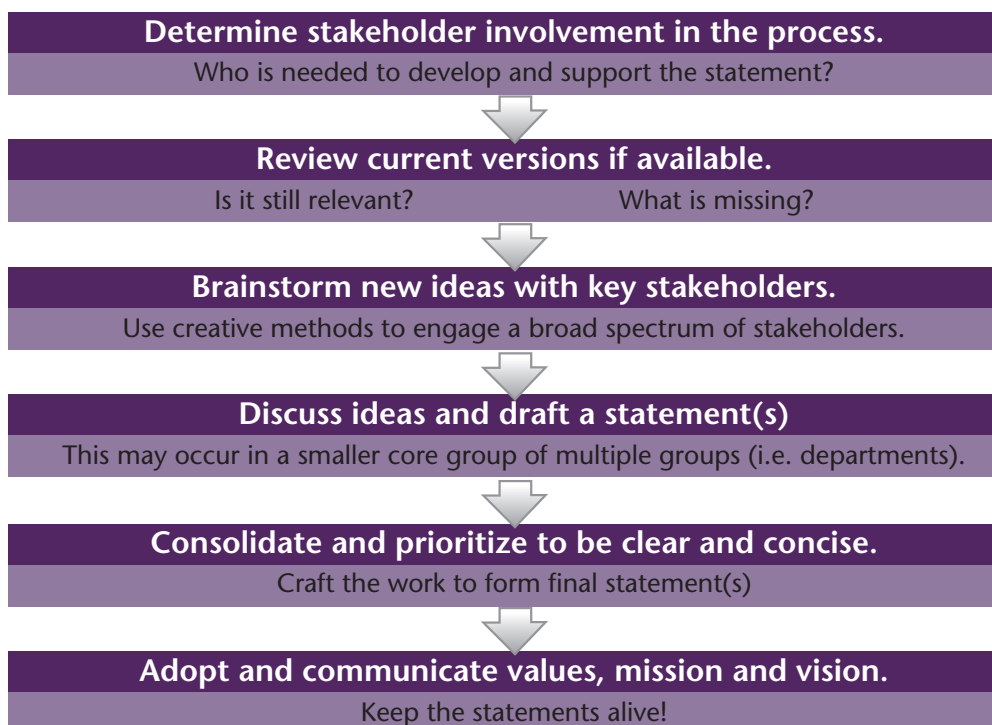 Determine stakeholder involvement in the process.
Who is needed to develop and support the statement?
Review current versions if available.
Is it still relevant? What is missing?
Brainstorm new ideas with key stakeholders.
Use creative methods to engage a broad spectrum of stakeholders.
Discuss ideas and draft a statement(s)
This may occur in a smaller core group of multiple groups (i.e. departments).
Consolidate and prioritize to be clear and concise.
Craft the work to form final statement(s)
Adopt and communicate values, mission and vision.
Keep the statements alive!